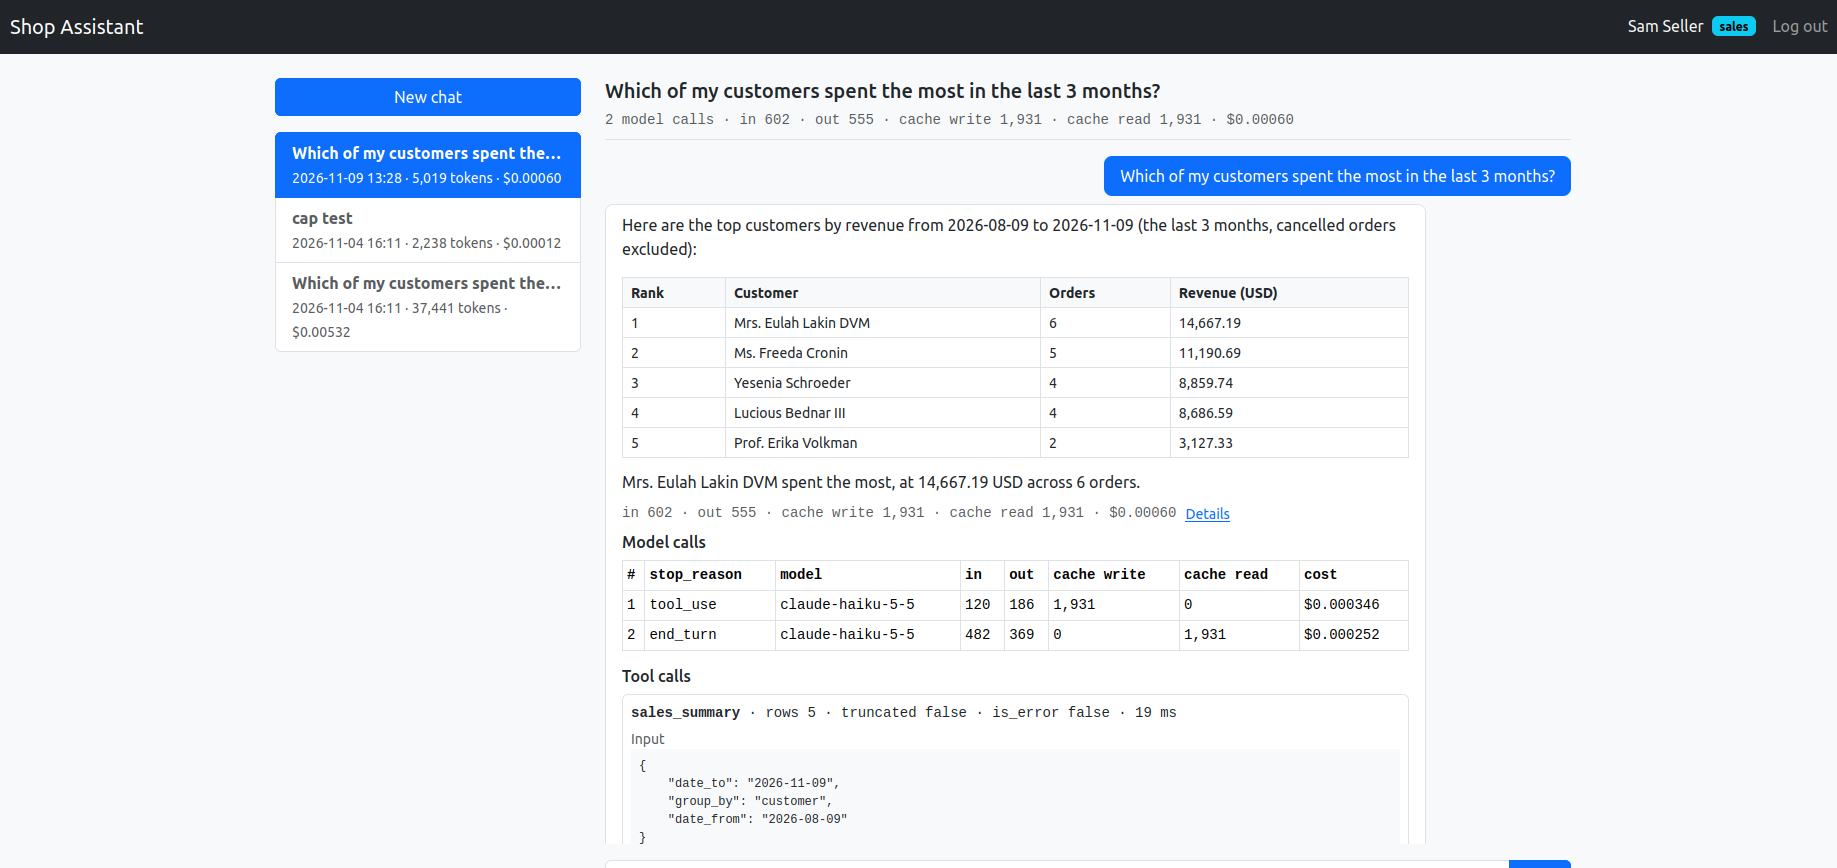 Shop Assistant
Sam Seller sales Log out
New chat
Which of my customers spent the...
2026-11-09 13:28 · 5,019 tokens · $0.00060
cap test
2026-11-04 16:11 · 2,238 tokens · $0.00012
Which of my customers spent the...
2026-11-04 16:11 · 37,441 tokens ·
$0.00532
Which of my customers spent the most in the last 3 months?
2 model calls · in 602 · out 555 · cache write 1,931 · cache read 1,931 · $0.00060
Which of my customers spent the most in the last 3 months?
Here are the top customers by revenue from 2026-08-09 to 2026-11-09 (the last 3 months, cancelled orders
excluded):
Rank Customer Orders Revenue (USD)
1 Mrs. Eulah Lakin DVM 6 14,667.19
2 Ms. Freeda Cronin 5 11,190.69
3 Yesenia Schroeder 4 8,859.74
4 Lucious Bednar III 4 8,686.59
5 Prof. Erika Volkman 2 3,127.33
Mrs. Eulah Lakin DVM spent the most, at 14,667.19 USD across 6 orders.
in 602 · out 555 · cache write 1,931 · cache read 1,931 · $0.00060 Details
Model calls
# stop_reason model in out cache write cache read cost
1 tool_use claude-haiku-5-5 120 186 1,931 0 $0.000346
2 end_turn claude-haiku-5-5 482 369 0 1,931 $0.000252
Tool calls
sales_summary · rows 5 · truncated false · is_error false · 19 ms
Input
{
"date_to": "2026-11-09",
"group_by": "customer",
"date_from": "2026-08-09"
}